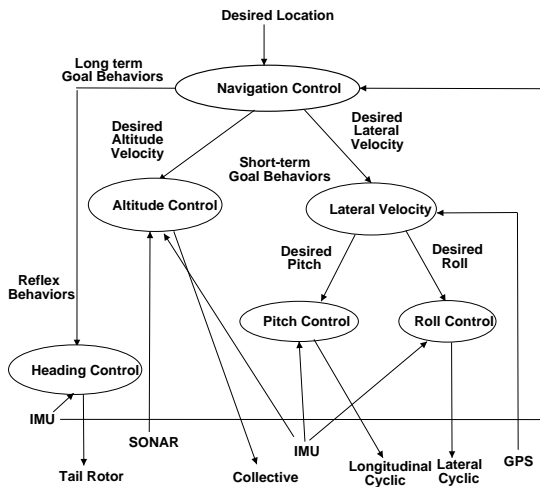 Desired Location
Long term
Goal Behaviors
Navigation Control
Desired
Altitude
Velocity
Desired
Lateral
Velocity
Short-term
Goal Behaviors
Altitude Control
Lateral Velocity
Desired
Pitch
Desired
Roll
Reflex
Behaviors
Pitch Control
Roll Control
Heading Control
IMU
SONAR
IMU
GPS
Tail Rotor
Collective
Longitudinal
Cyclic
Lateral
Cyclic